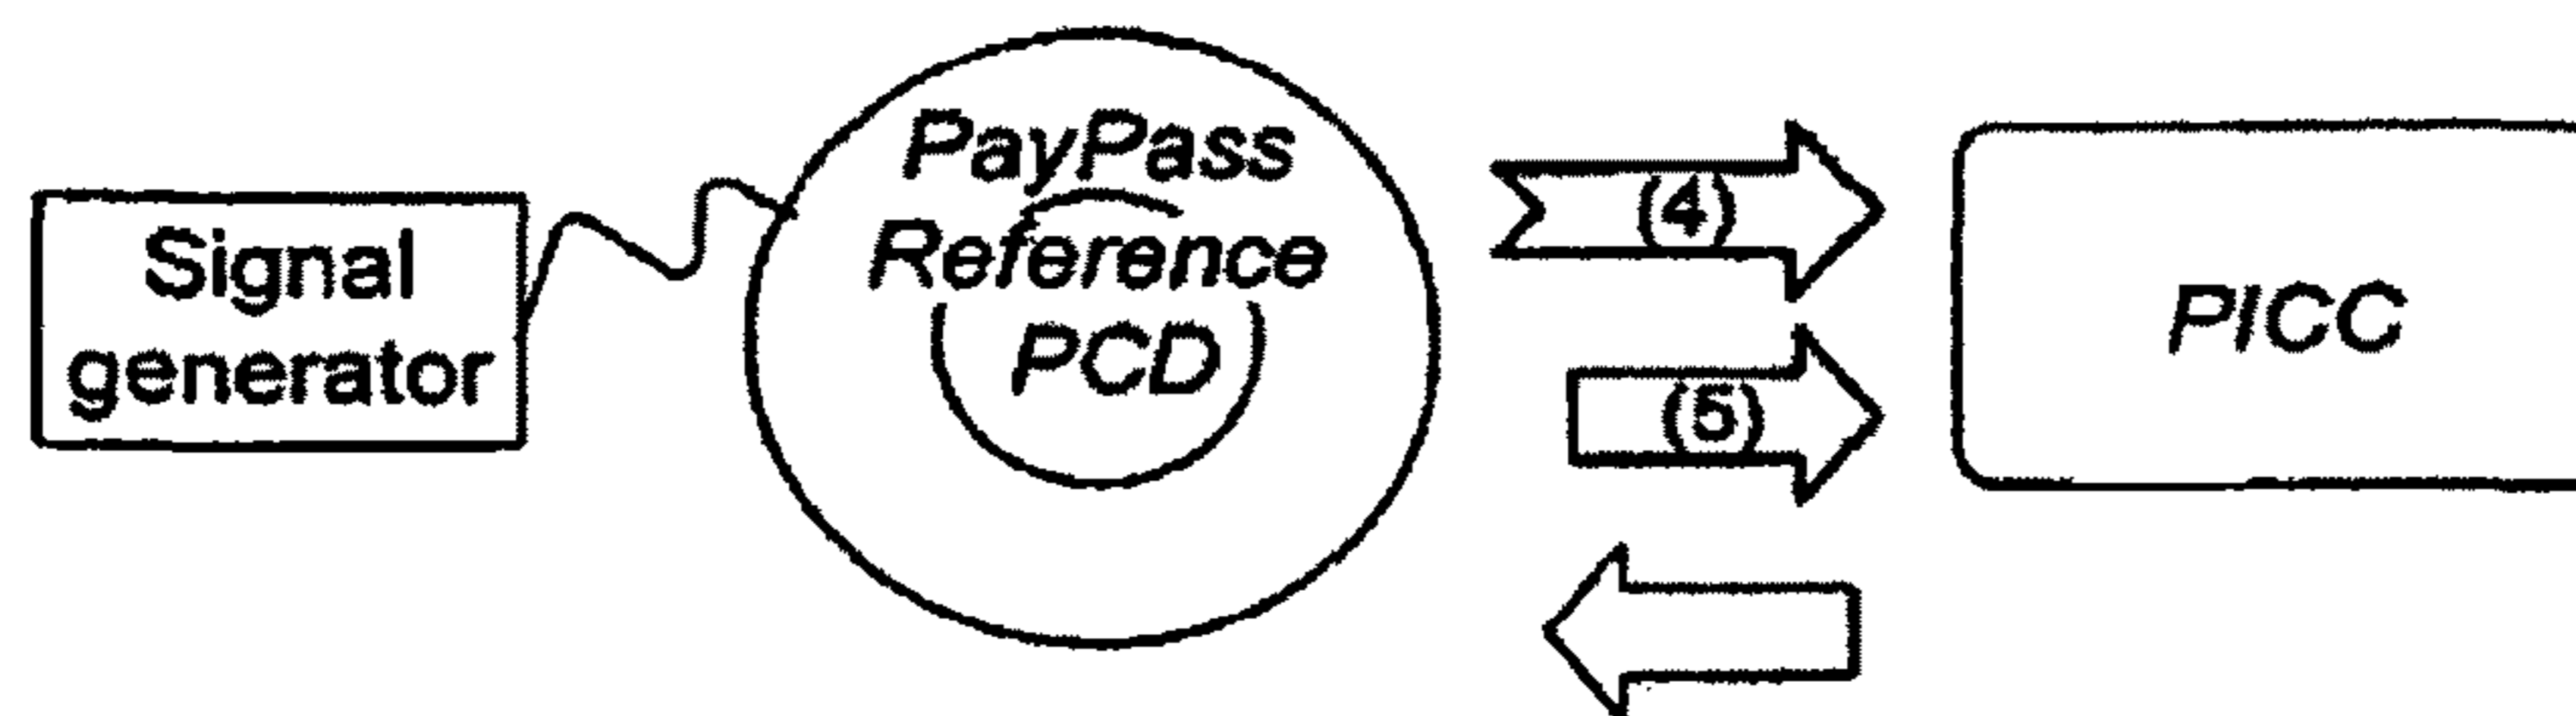 Signal
generator
PayPass
Reference
PCD
(4)
(5)
PICC